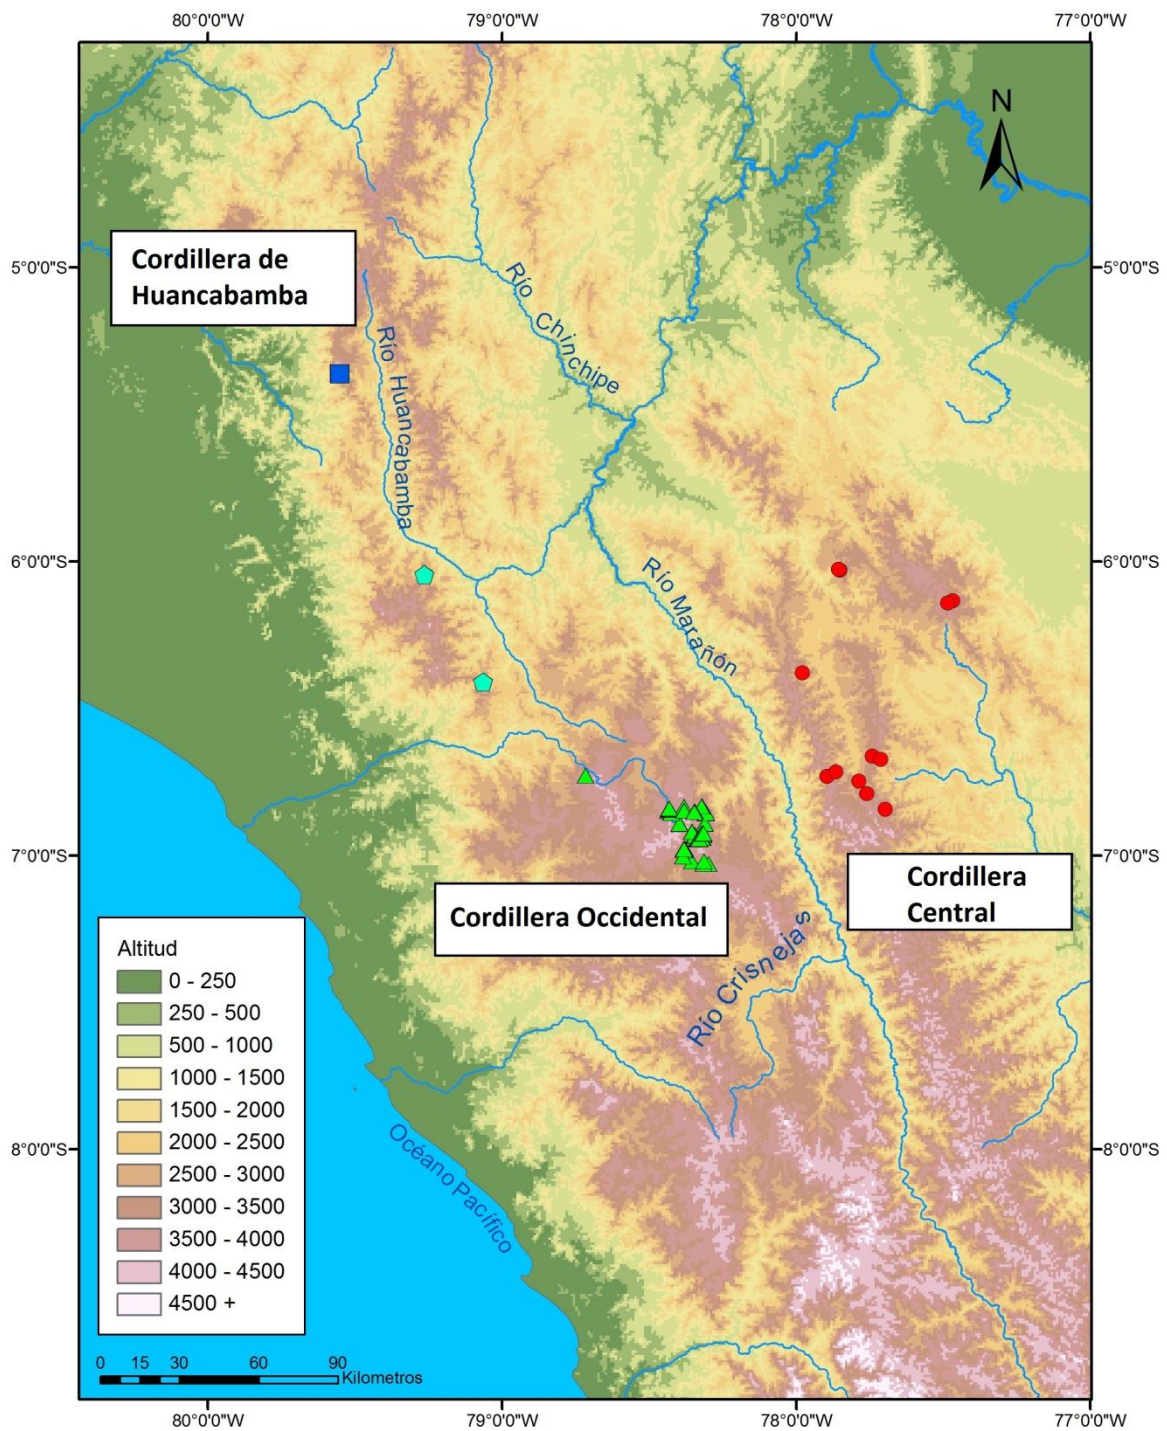 80°0'0"W
79°0'0"W
78°0'0"W
77°0'0"W
N
Cordillera de
Huancabamba
5°0'0"S
5°0'0"S
Río Chinchipe
Río Huancabamba
6°0'0"S
6°0'0"S
Río Marañón
7°0'0"S
7°0'0"S
Cordillera
Central
Cordillera Occidental
Río Crisnejas
Altitud
0 - 250
250 - 500
500 - 1000
1000 - 1500
1500 - 2000
2000 - 2500
2500 - 3000
3000 - 3500
3500 - 4000
4000 - 4500
4500 +
8°0'0"S
8°0'0"S
Océano Pacífico
0 15 30 60 90
Kilometros
80°0'0"W
79°0'0"W
78°0'0"W
77°0'0"W